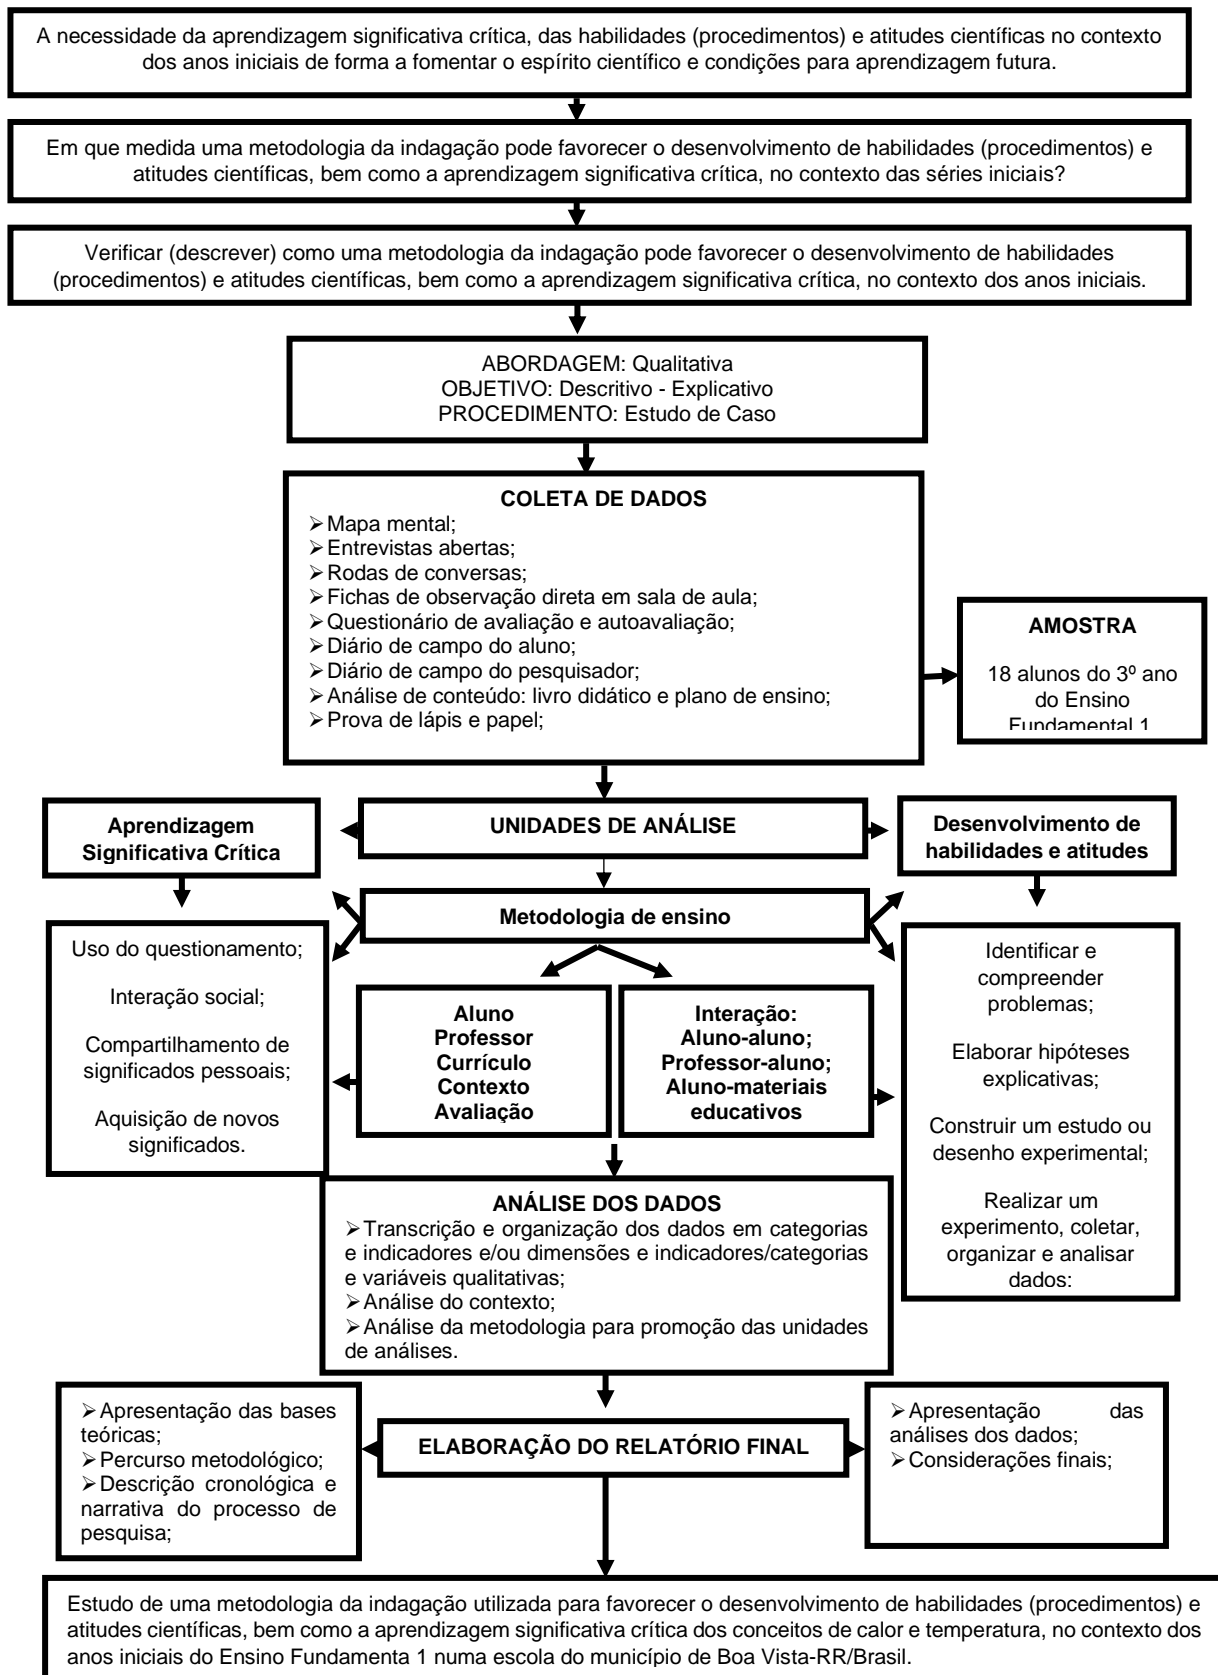 A necessidade da aprendizagem significativa crítica, das habilidades (procedimentos) e atitudes científicas no contexto
dos anos iniciais de forma a fomentar o espírito científico e condições para aprendizagem futura.
Em que medida uma metodologia da indagação pode favorecer o desenvolvimento de habilidades (procedimentos) e
atitudes científicas, bem como a aprendizagem significativa crítica, no contexto das séries iniciais?
Verificar (descrever) como uma metodologia da indagação pode favorecer o desenvolvimento de habilidades
(procedimentos) e atitudes científicas, bem como a aprendizagem significativa crítica, no contexto dos anos iniciais.
ABORDAGEM: Qualitativa
OBJETIVO: Descritivo - Explicativo
PROCEDIMENTO: Estudo de Caso
COLETA DE DADOS
➢Mapa mental;
➢Entrevistas abertas;
➢Rodas de conversas;
➢Fichas de observação direta em sala de aula;
➢Questionário de avaliação e autoavaliação;
➢Diário de campo do aluno;
➢Diário de campo do pesquisador;
➢Análise de conteúdo: livro didático e plano de ensino;
➢Prova de lápis e papel;
AMOSTRA
18 alunos do 3º ano
do Ensino
Fundamental 1
Aprendizagem
Significativa Crítica
UNIDADES DE ANÁLISE
Desenvolvimento de
habilidades e atitudes
Metodologia de ensino
Uso do questionamento;
Interação social;
Compartilhamento de
significados pessoais;
Aquisição de novos
significados.
Aluno
Professor
Currículo
Contexto
Avaliação
Interação:
Aluno-aluno;
Professor-aluno;
Aluno-materiais
educativos
Identificar e
compreender
problemas;
Elaborar hipóteses
explicativas;
Construir um estudo ou
desenho experimental;
Realizar um
experimento, coletar,
organizar e analisar
dados:
ANÁLISE DOS DADOS
➢Transcrição e organização dos dados em categorias
e indicadores e/ou dimensões e indicadores/categorias
e variáveis qualitativas;
➢Análise do contexto;
➢Análise da metodologia para promoção das unidades
de análises.
➢Apresentação das bases
teóricas;
➢Percurso metodológico;
➢Descrição cronológica e
narrativa do processo de
pesquisa;
ELABORAÇÃO DO RELATÓRIO FINAL
➢Apresentação das
análises dos dados;
➢Considerações finais;
Estudo de uma metodologia da indagação utilizada para favorecer o desenvolvimento de habilidades (procedimentos) e
atitudes científicas, bem como a aprendizagem significativa crítica dos conceitos de calor e temperatura, no contexto dos
anos iniciais do Ensino Fundamenta 1 numa escola do município de Boa Vista-RR/Brasil.